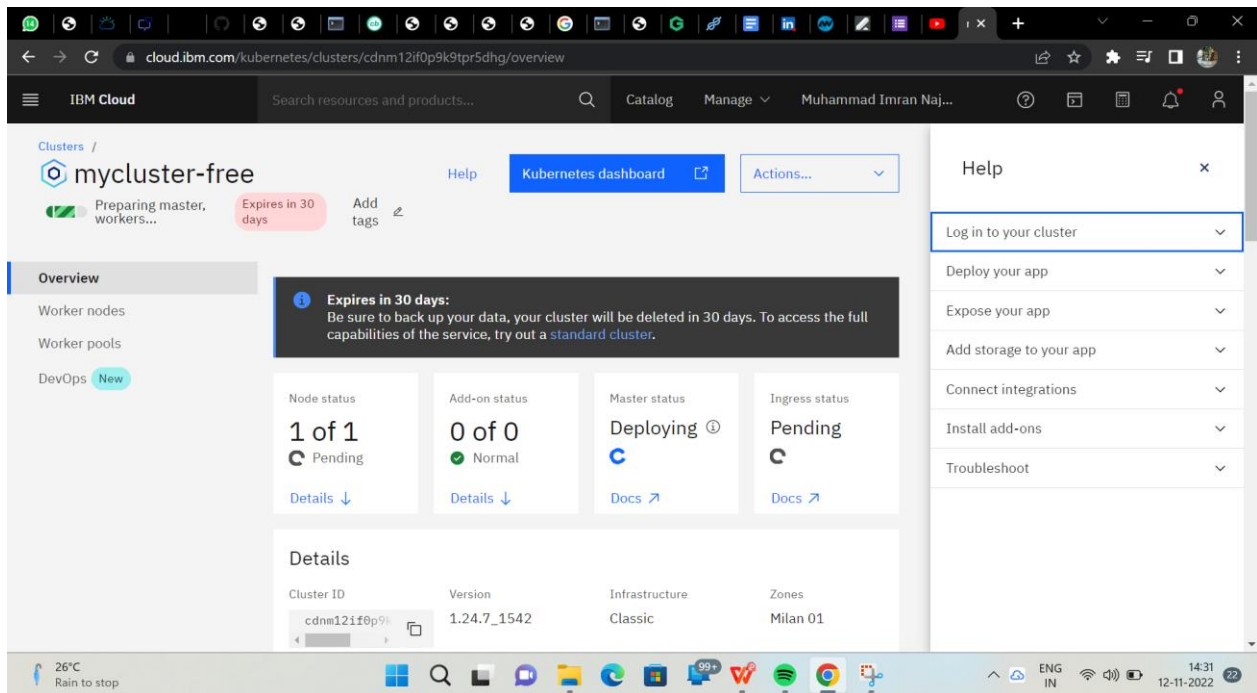 cloud.ibm.com/kubernetes/clusters/cdnm12if0p9k9tpr5dhg/overview
IBM Cloud
Search resources and products...
Catalog
Manage
Muhammad Imran Naj...
Clusters /
mycluster-free
Preparing master,
workers...
Expires in 30
days
Add
tags
Help
Kubernetes dashboard
Actions...
Overview
Worker nodes
Worker pools
DevOps New
Expires in 30 days:
Be sure to back up your data, your cluster will be deleted in 30 days. To access the full
capabilities of the service, try out a standard cluster.
Node status
1 of 1
Pending
Details
Add-on status
0 of 0
Normal
Details
Master status
Deploying
Docs
Ingress status
Pending
Docs
Details
Cluster ID
cdnm12if0p9
Version
1.24.7_1542
Infrastructure
Classic
Zones
Milan 01
Help
Log in to your cluster
Deploy your app
Expose your app
Add storage to your app
Connect integrations
Install add-ons
Troubleshoot
26°C
Rain to stop
99+
ENG
IN
14:31
12-11-2022
22